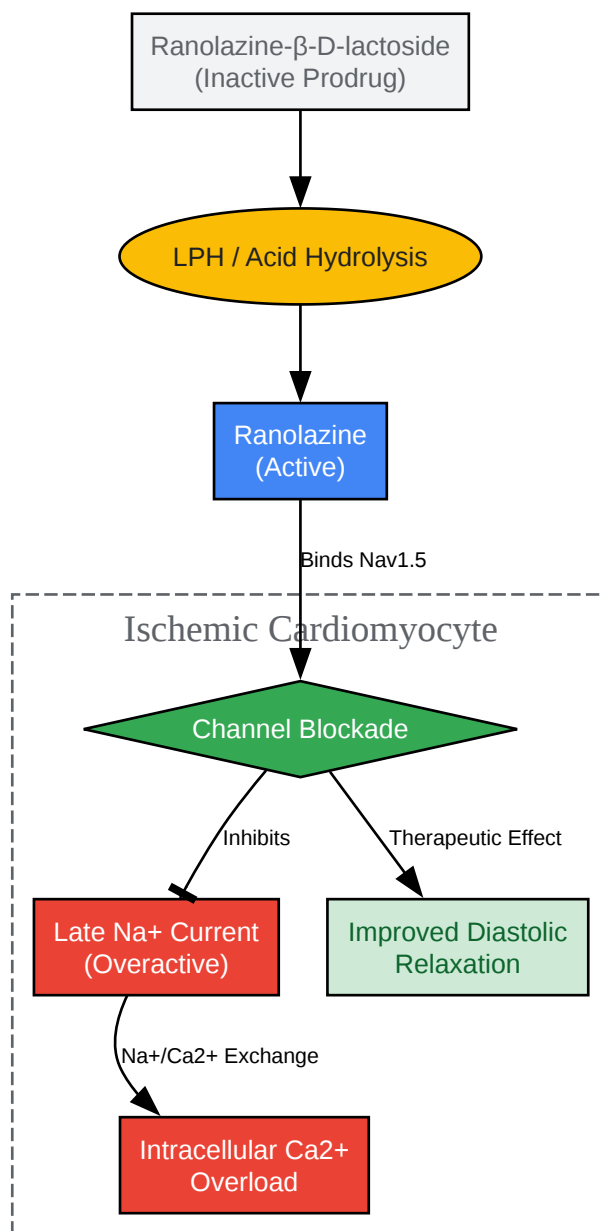 Ranolazine-β-D-lactoside
(Inactive Prodrug)
LPH / Acid Hydrolysis
Ranolazine
(Active)
Binds Nav1.5
Ischemic Cardiomyocyte
Channel Blockade
Inhibits
Therapeutic Effect
Late Na+ Current
(Overactive)
Improved Diastolic
Relaxation
Na+/Ca2+ Exchange
Intracellular Ca2+
Overload